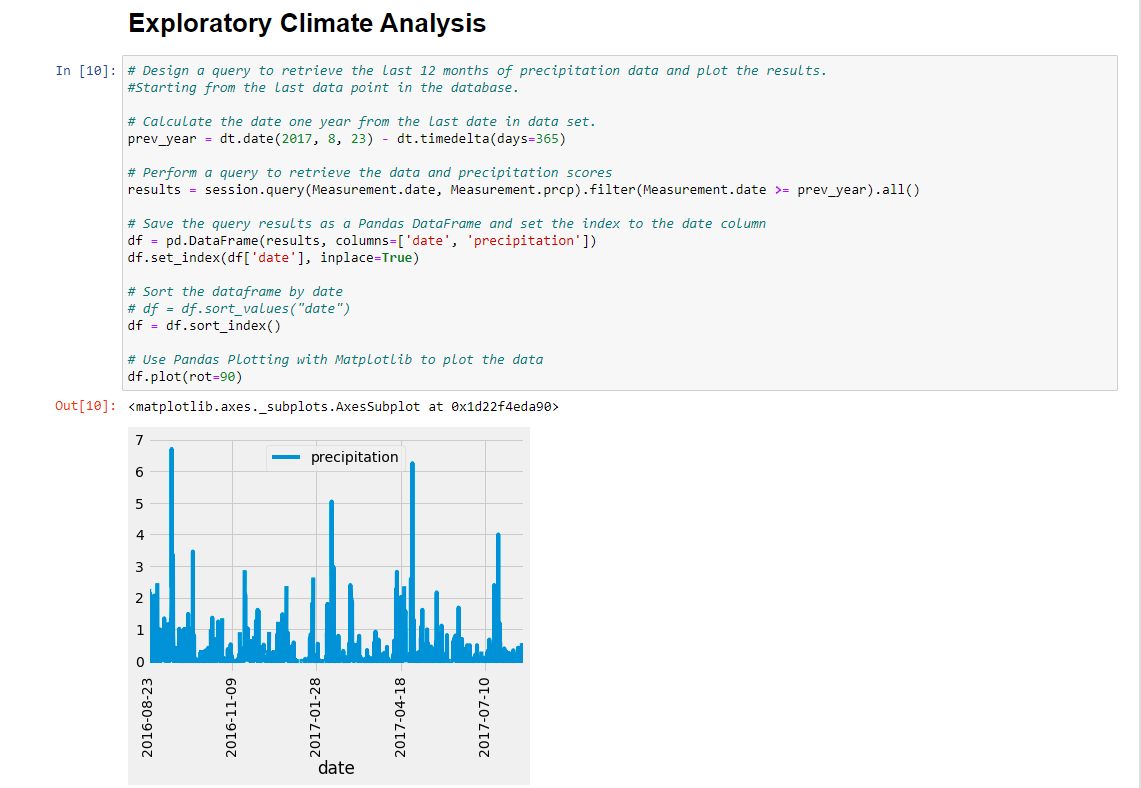 Exploratory Climate Analysis
In [10]:
# Design a query to retrieve the last 12 months of precipitation data and plot the results.
#Starting from the last data point in the database.
# Calculate the date one year from the last date in data set.
prev_year = dt.date(2017, 8, 23) - dt.timedelta(days=365)
# Perform a query to retrieve the data and precipitation scores
results = session.query(Measurement.date, Measurement.prcp).filter(Measurement.date >= prev_year).all()
# Save the query results as a Pandas DataFrame and set the index to the date column
df = pd.DataFrame(results, columns=['date', 'precipitation'])
df.set_index(df['date'], inplace=True)
# Sort the dataframe by date
# df = df.sort_values("date")
df = df.sort_index()
# Use Pandas Plotting with Matplotlib to plot the data
df.plot(rot=90)
Out[10]: <matplotlib.axes._subplots.AxesSubplot at 0x1d22f4eda90>
precipitation
7
6
5
4
3
2
1
0
2016-08-23
2016-11-09
2017-01-28
2017-04-18
2017-07-10
date